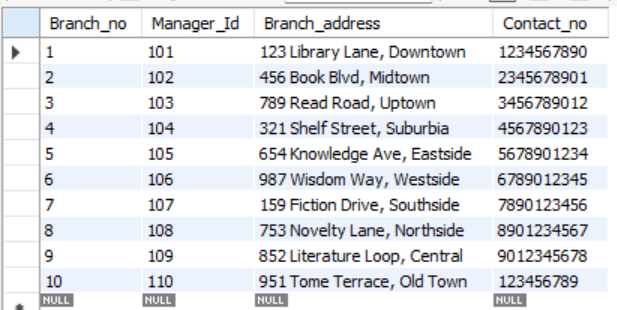 Branch_no Manager_Id Branch_address Contact_no
1 101 123 Library Lane, Downtown 1234567890
2 102 456 Book Blvd, Midtown 2345678901
3 103 789 Read Road, Uptown 3456789012
4 104 321 Shelf Street, Suburbia 4567890123
5 105 654 Knowledge Ave, Eastside 5678901234
6 106 987 Wisdom Way, Westside 6789012345
7 107 159 Fiction Drive, Southside 7890123456
8 108 753 Novelty Lane, Northside 8901234567
9 109 852 Literature Loop, Central 9012345678
10 110 951 Tome Terrace, Old Town 123456789
NULL NULL NULL NULL